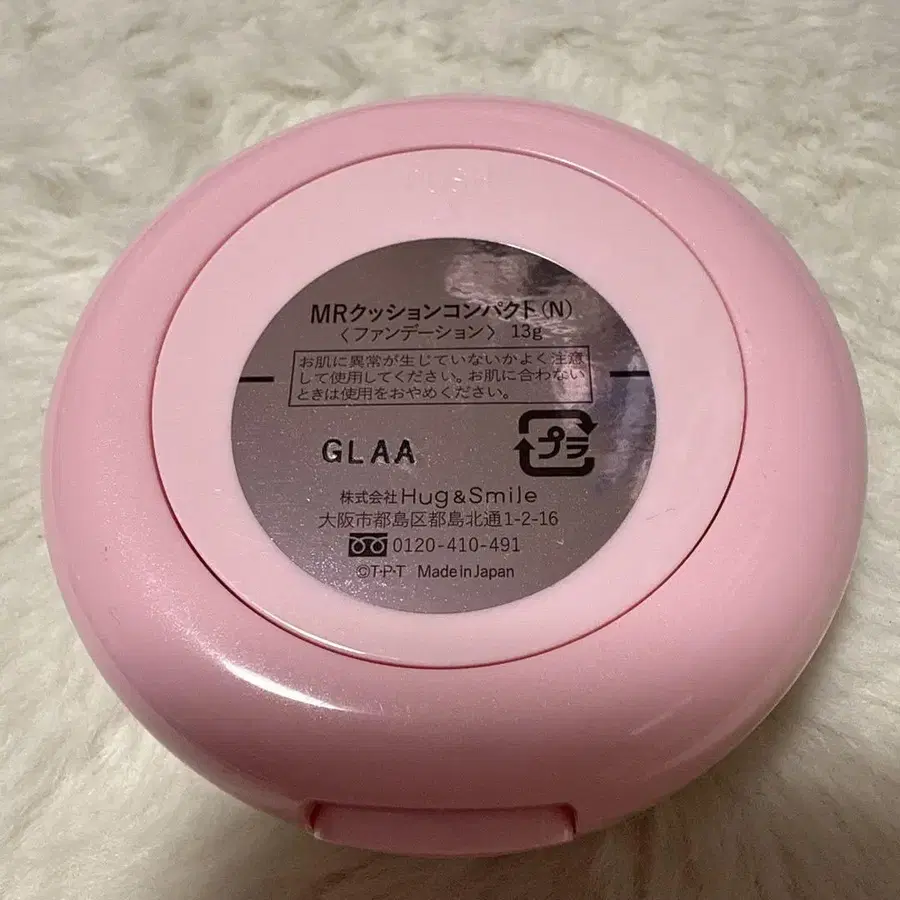 PUSH
MRクッションコンパクト(N)
〈ファンデーション〉 13g
お肌に異常が生じていないかよく注意
して使用してください。お肌に合わない
ときは使用をおやめください。
GLAA
プラ
株式会社Hug&Smile
大阪市都島区都島北通1-2-16
0120-410-491
©T·P·T Made in Japan